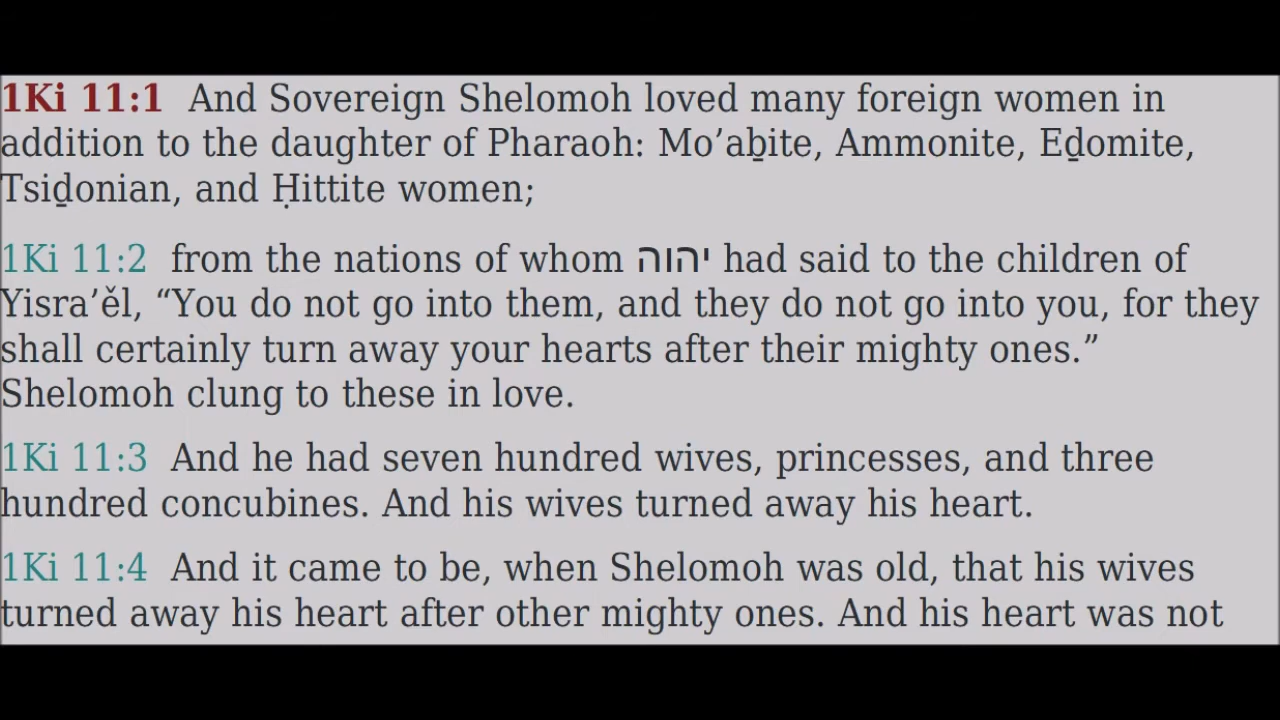 1Ki 11:1 And Sovereign Shelomoh loved many foreign women in
addition to the daughter of Pharaoh: Mo’aḇite, Ammonite, Eḏomite,
Tsiḏonian, and Ḥittite women;
1Ki 11:2 from the nations of whom יהוה had said to the children of
Yisra’ěl, “You do not go into them, and they do not go into you, for they
shall certainly turn away your hearts after their mighty ones.”
Shelomoh clung to these in love.
1Ki 11:3 And he had seven hundred wives, princesses, and three
hundred concubines. And his wives turned away his heart.
1Ki 11:4 And it came to be, when Shelomoh was old, that his wives
turned away his heart after other mighty ones. And his heart was not